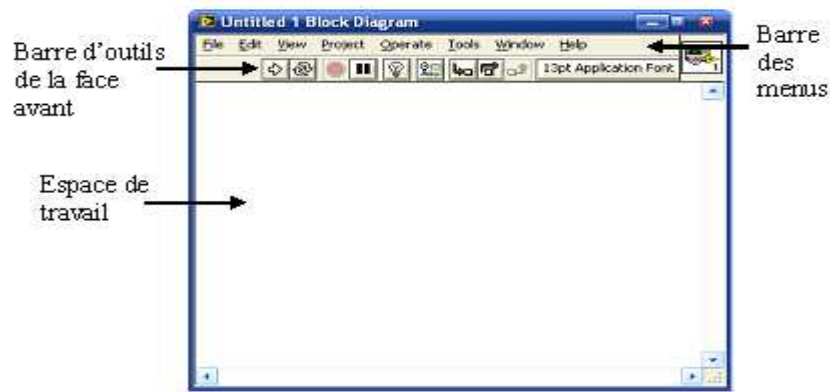 Untitled 1 Block Diagram
File Edit View Project Operate Tools Window Help
13pt Application Font
1
Barre d'outils
de la face
avant
Barre
des
menus
Espace de
travail